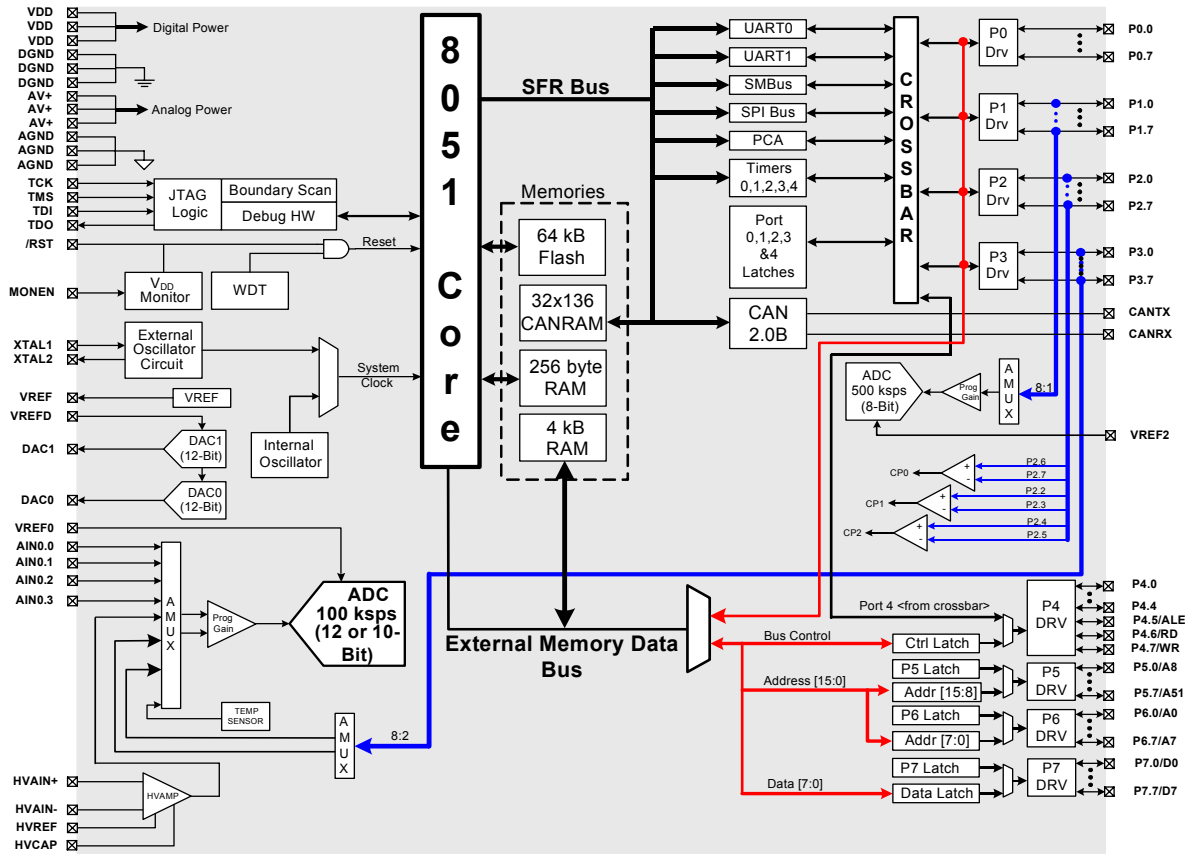 VDD
VDD
VDD
DGND
DGND
DGND
AV+
AV+
AV+
AGND
AGND
AGND
Digital Power
Analog Power
TCK
TMS
TDI
TDO
/RST
MONEN
XTAL1
XTAL2
VREF
VREFD
DAC1
DAC0
VREF0
AIN0.0
AIN0.1
AIN0.2
AIN0.3
HVAIN+
HVAIN-
HVREF
HVCAP
JTAG
Logic
Boundary Scan
Debug HW
Reset
VDD
Monitor
WDT
External
Oscillator
Circuit
System
Clock
VREF
Internal
Oscillator
DAC1
(12-Bit)
DAC0
(12-Bit)
A
M
U
X
Prog
Gain
ADC
100 ksps
(12 or 10-
Bit)
TEMP
SENSOR
A
M
U
X
8:2
HVAMP
8
0
5
1
C
o
r
e
SFR Bus
Memories
64 kB
Flash
32x136
CANRAM
256 byte
RAM
4 kB
RAM
External Memory Data
Bus
UART0
UART1
SMBus
SPI Bus
PCA
Timers
0,1,2,3,4
Port
0,1,2,3
&4
Latches
CAN
2.0B
C
R
O
S
S
B
A
R
P0
Drv
P1
Drv
P2
Drv
P3
Drv
P0.0
P0.7
P1.0
P1.7
P2.0
P2.7
P3.0
P3.7
CANTX
CANRX
ADC
500 ksps
(8-Bit)
Prog
Gain
A
M
U
X
8:1
VREF2
CP0
+
-
P2.6
P2.7
CP1
+
-
P2.2
P2.3
CP2
+
-
P2.4
P2.5
Port 4 <from crossbar>
Bus Control
Address [15:0]
Data [7:0]
Ctrl Latch
P5 Latch
Addr [15:8]
P6 Latch
Addr [7:0]
P7 Latch
Data Latch
P4
DRV
P5
DRV
P6
DRV
P7
DRV
P4.0
P4.4
P4.5/ALE
P4.6/RD
P4.7/WR
P5.0/A8
P5.7/A51
P6.0/A0
P6.7/A7
P7.0/D0
P7.7/D7